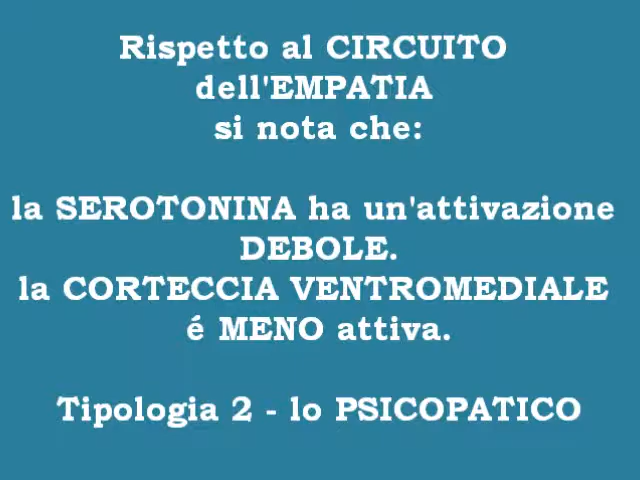 Rispetto al CIRCUITO
dell'EMPATIA
si nota che:
la SEROTONINA ha un'attivazione
DEBOLE.
la CORTECCIA VENTROMEDIALE
é MENO attiva.
Tipologia 2 - lo PSICOPATICO